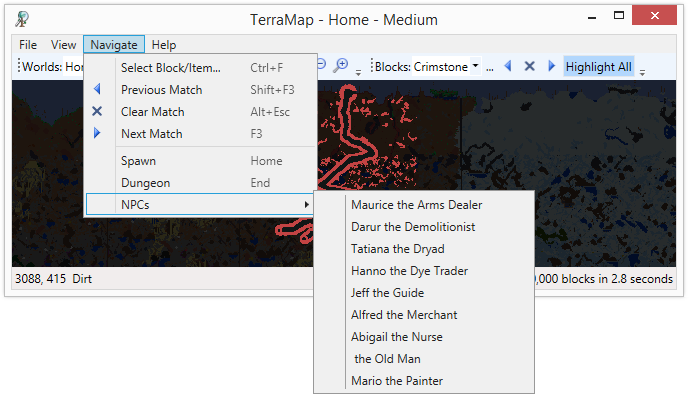 TerraMap - Home - Medium
File View Navigate Help
Worlds: Hor
Blocks: Crimstone ... Highlight All
Select Block/Item... Ctrl+F
Previous Match Shift+F3
Clear Match Alt+Esc
Next Match F3
Spawn Home
Dungeon End
NPCs
Maurice the Arms Dealer
Darur the Demolitionist
Tatiana the Dryad
Hanno the Dye Trader
Jeff the Guide
Alfred the Merchant
Abigail the Nurse
the Old Man
Mario the Painter
3088, 415 Dirt
0,000 blocks in 2.8 seconds